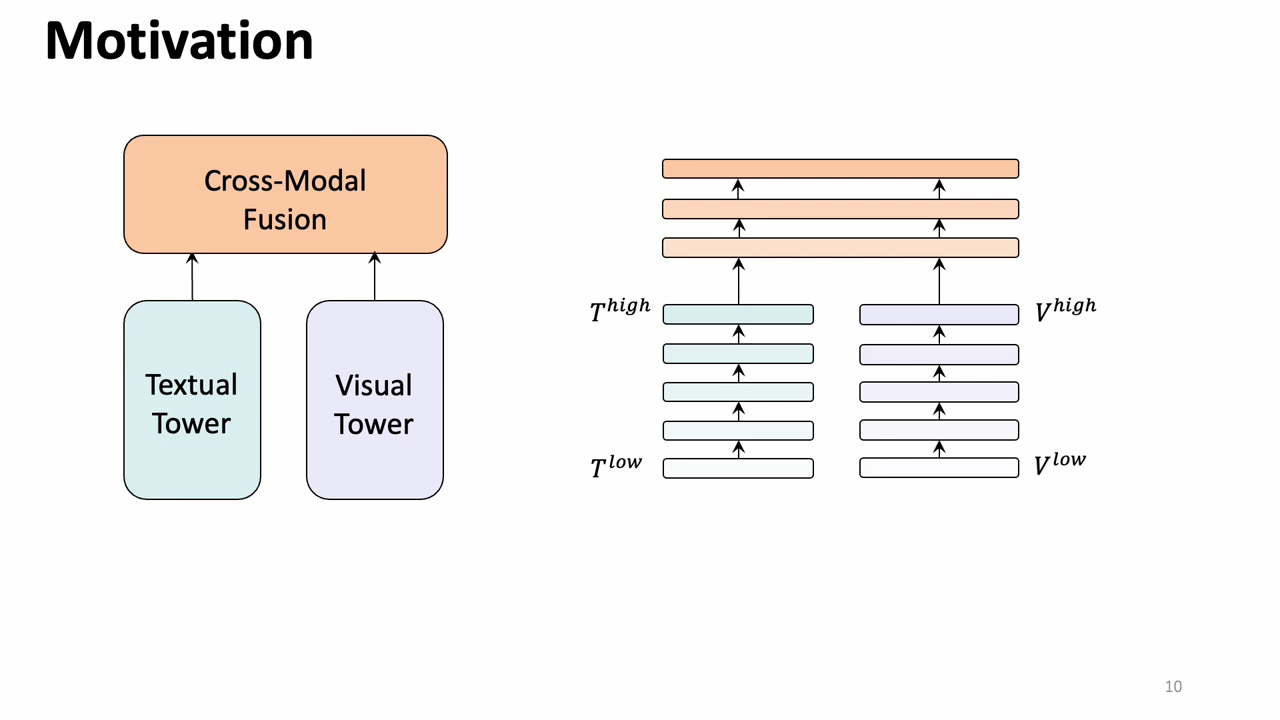 Motivation
Cross-Modal
Fusion
Textual
Tower
Visual
Tower
T^high
V^high
T^low
V^low
10